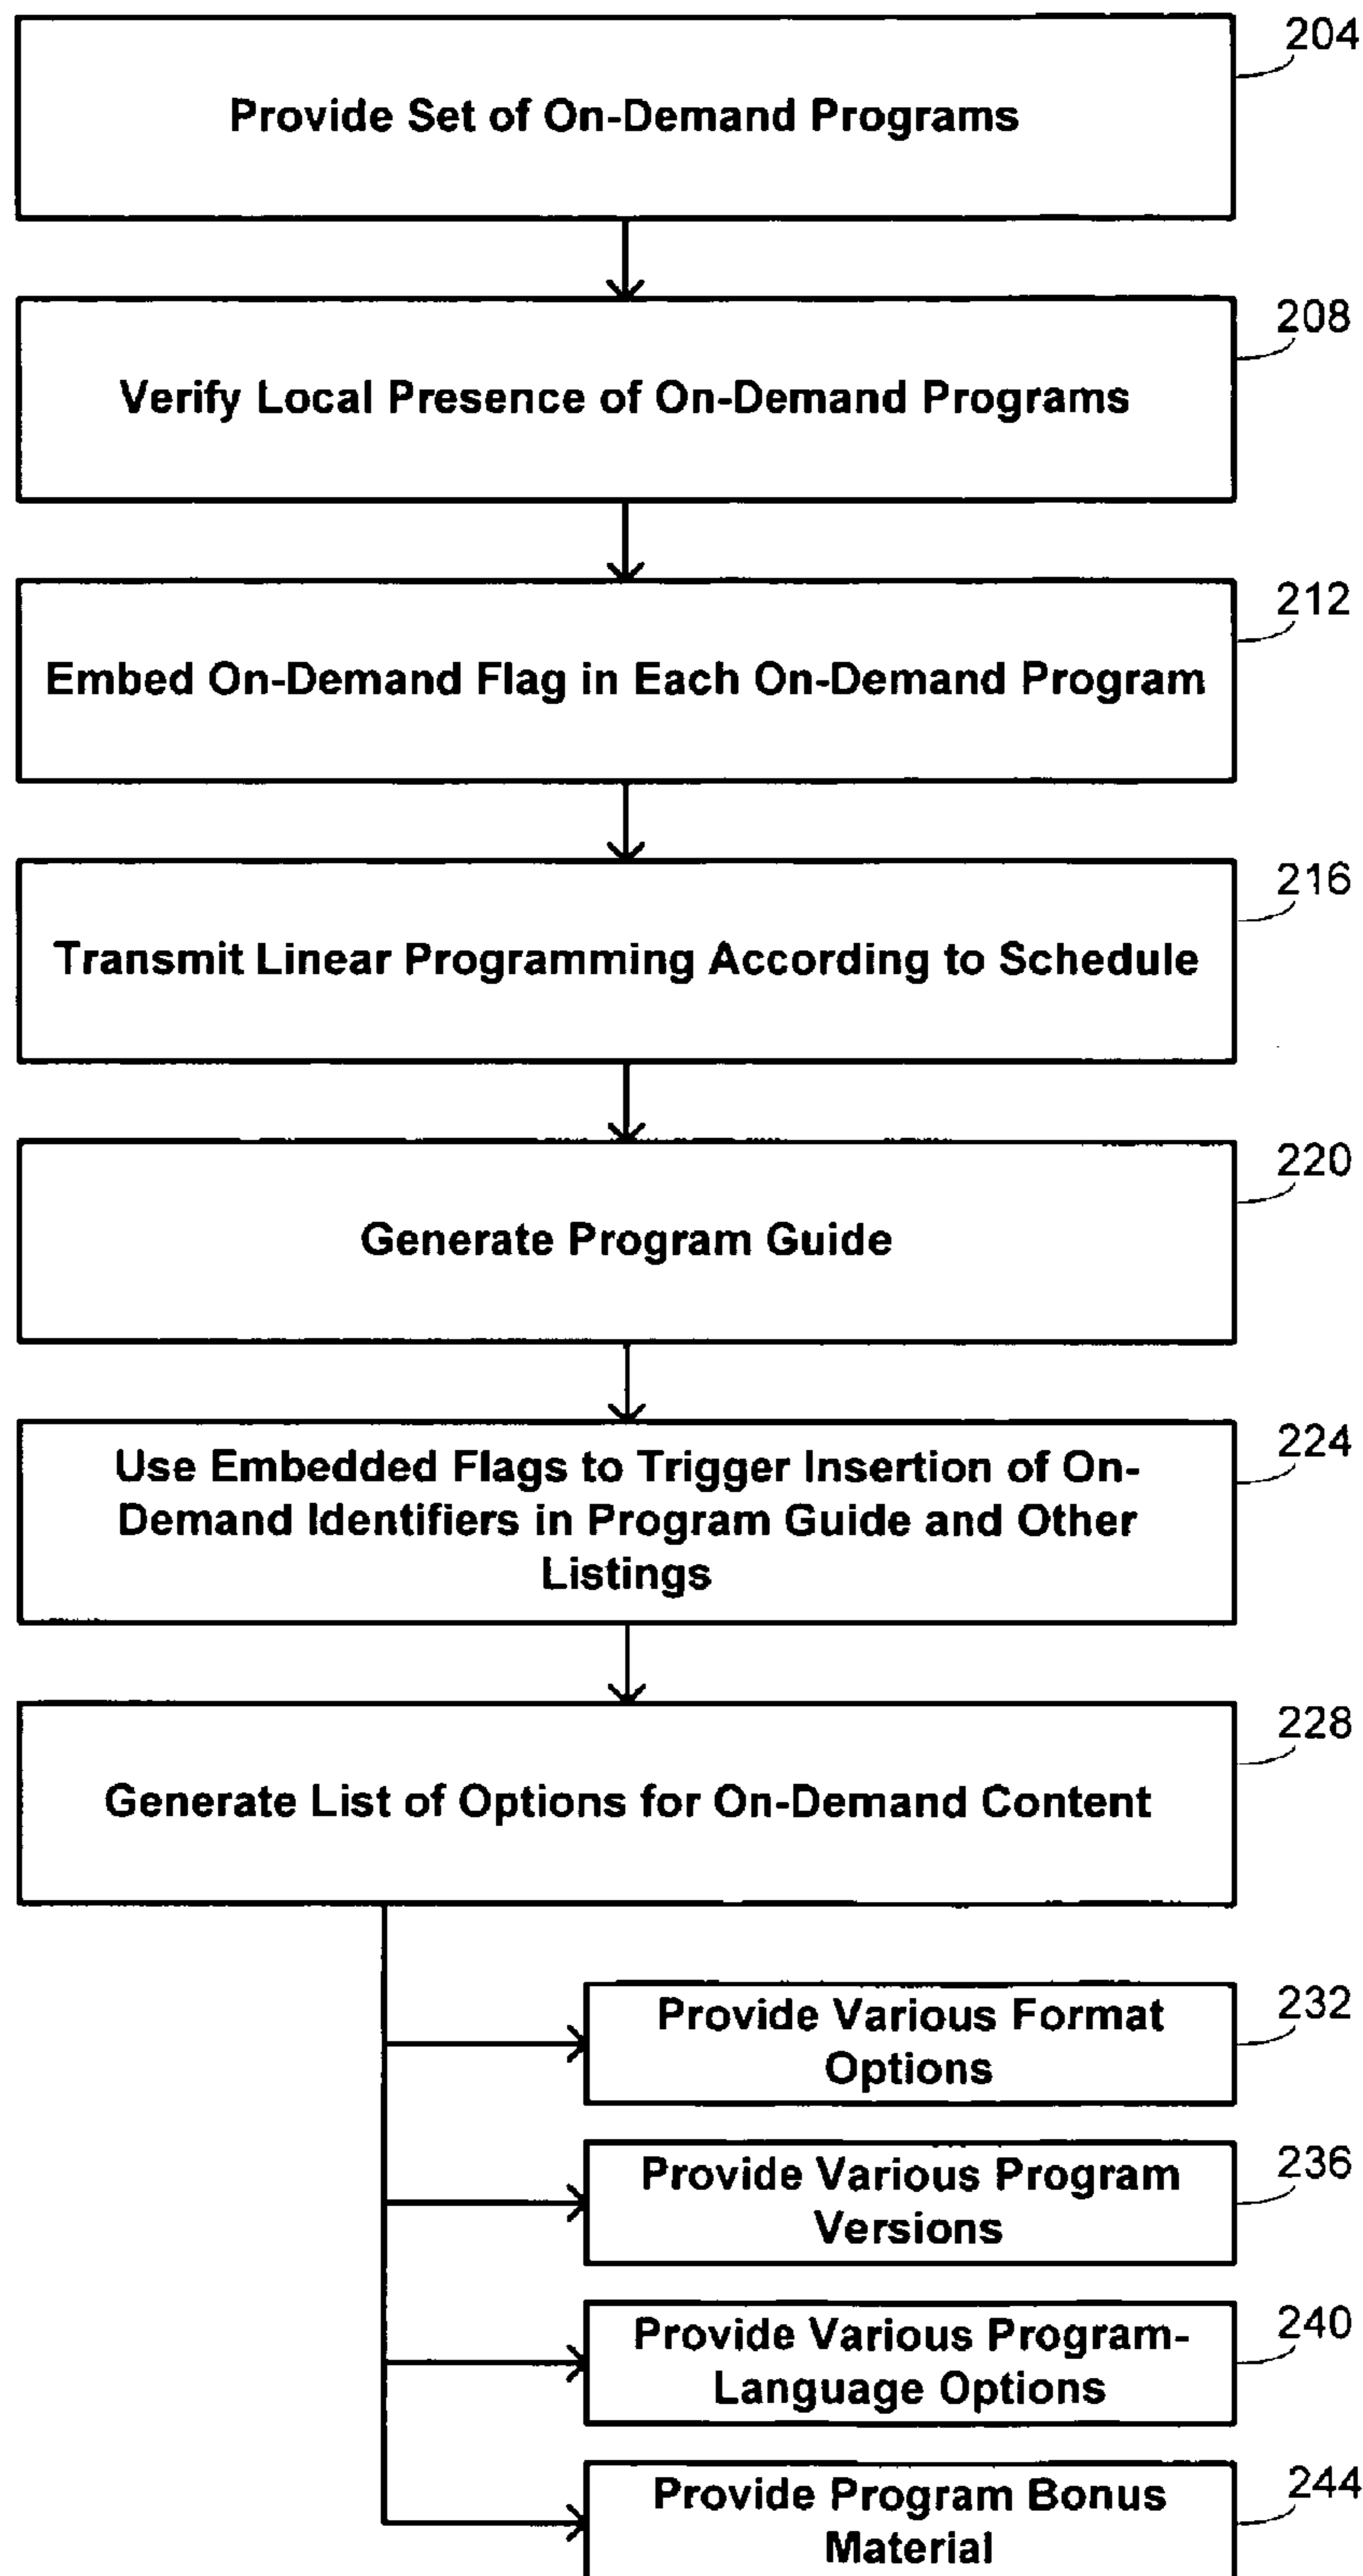 204
Provide Set of On-Demand Programs
208
Verify Local Presence of On-Demand Programs
212
Embed On-Demand Flag in Each On-Demand Program
216
Transmit Linear Programming According to Schedule
220
Generate Program Guide
224
Use Embedded Flags to Trigger Insertion of On-
Demand Identifiers in Program Guide and Other
Listings
228
Generate List of Options for On-Demand Content
232
Provide Various Format
Options
236
Provide Various Program
Versions
240
Provide Various Program-
Language Options
244
Provide Program Bonus
Material